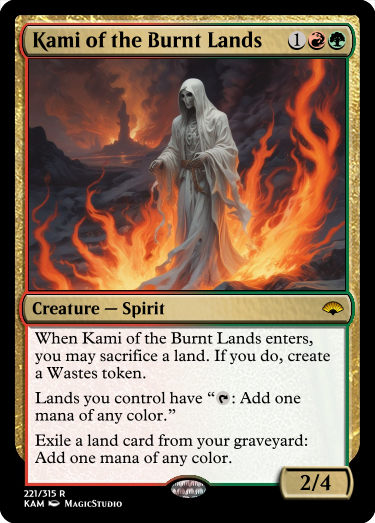 Kami of the Burnt Lands 1
Creature — Spirit
When Kami of the Burnt Lands enters,
you may sacrifice a land. If you do, create
a Wastes token.
Lands you control have “: Add one
mana of any color.”
Exile a land card from your graveyard:
Add one mana of any color.
2/4
221/315 R
KAM MagicStudio